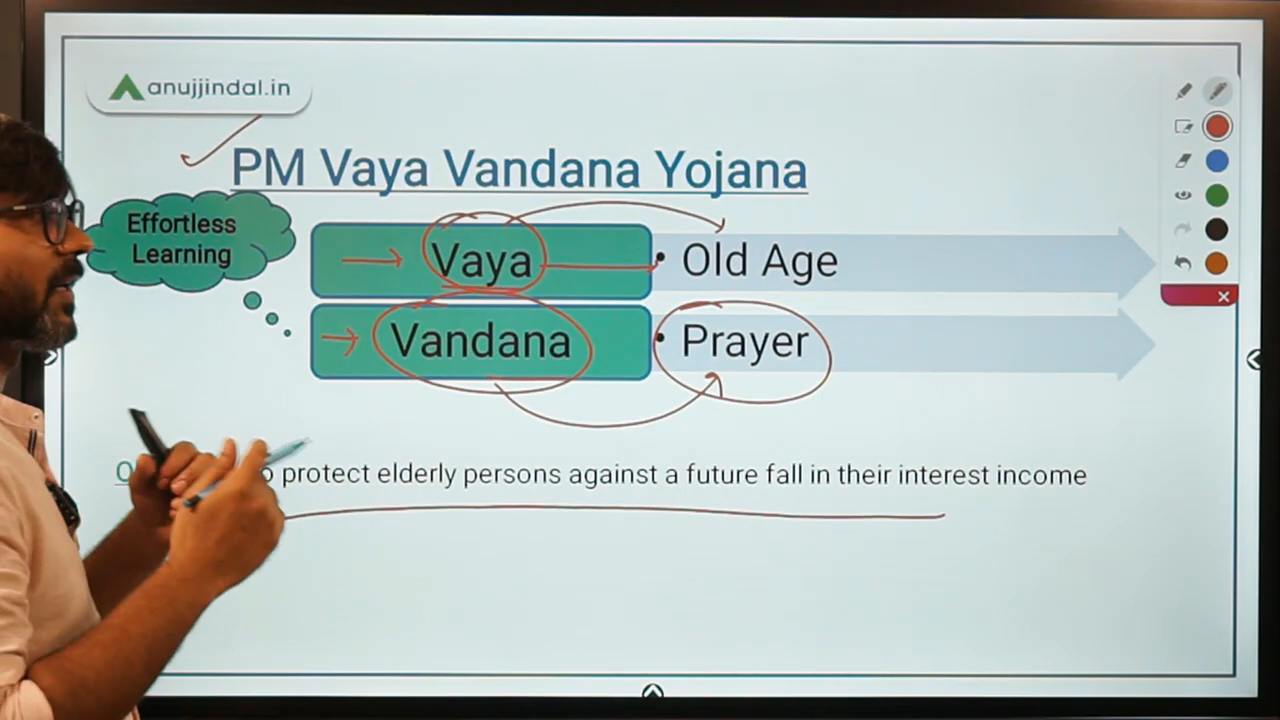 anujjindal.in
PM Vaya Vandana Yojana
Effortless
Learning
Vaya
• Old Age
Vandana
• Prayer
protect elderly persons against a future fall in their interest income